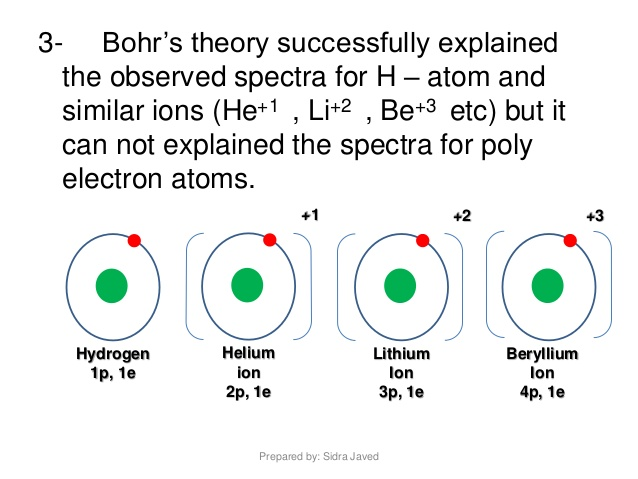 3- Bohr’s theory successfully explained
the observed spectra for H – atom and
similar ions (He+1 , Li+2 , Be+3 etc) but it
can not explained the spectra for poly
electron atoms.
+1 +2 +3
Hydrogen
1p, 1e
Helium
ion
2p, 1e
Lithium
Ion
3p, 1e
Beryllium
Ion
4p, 1e
Prepared by: Sidra Javed